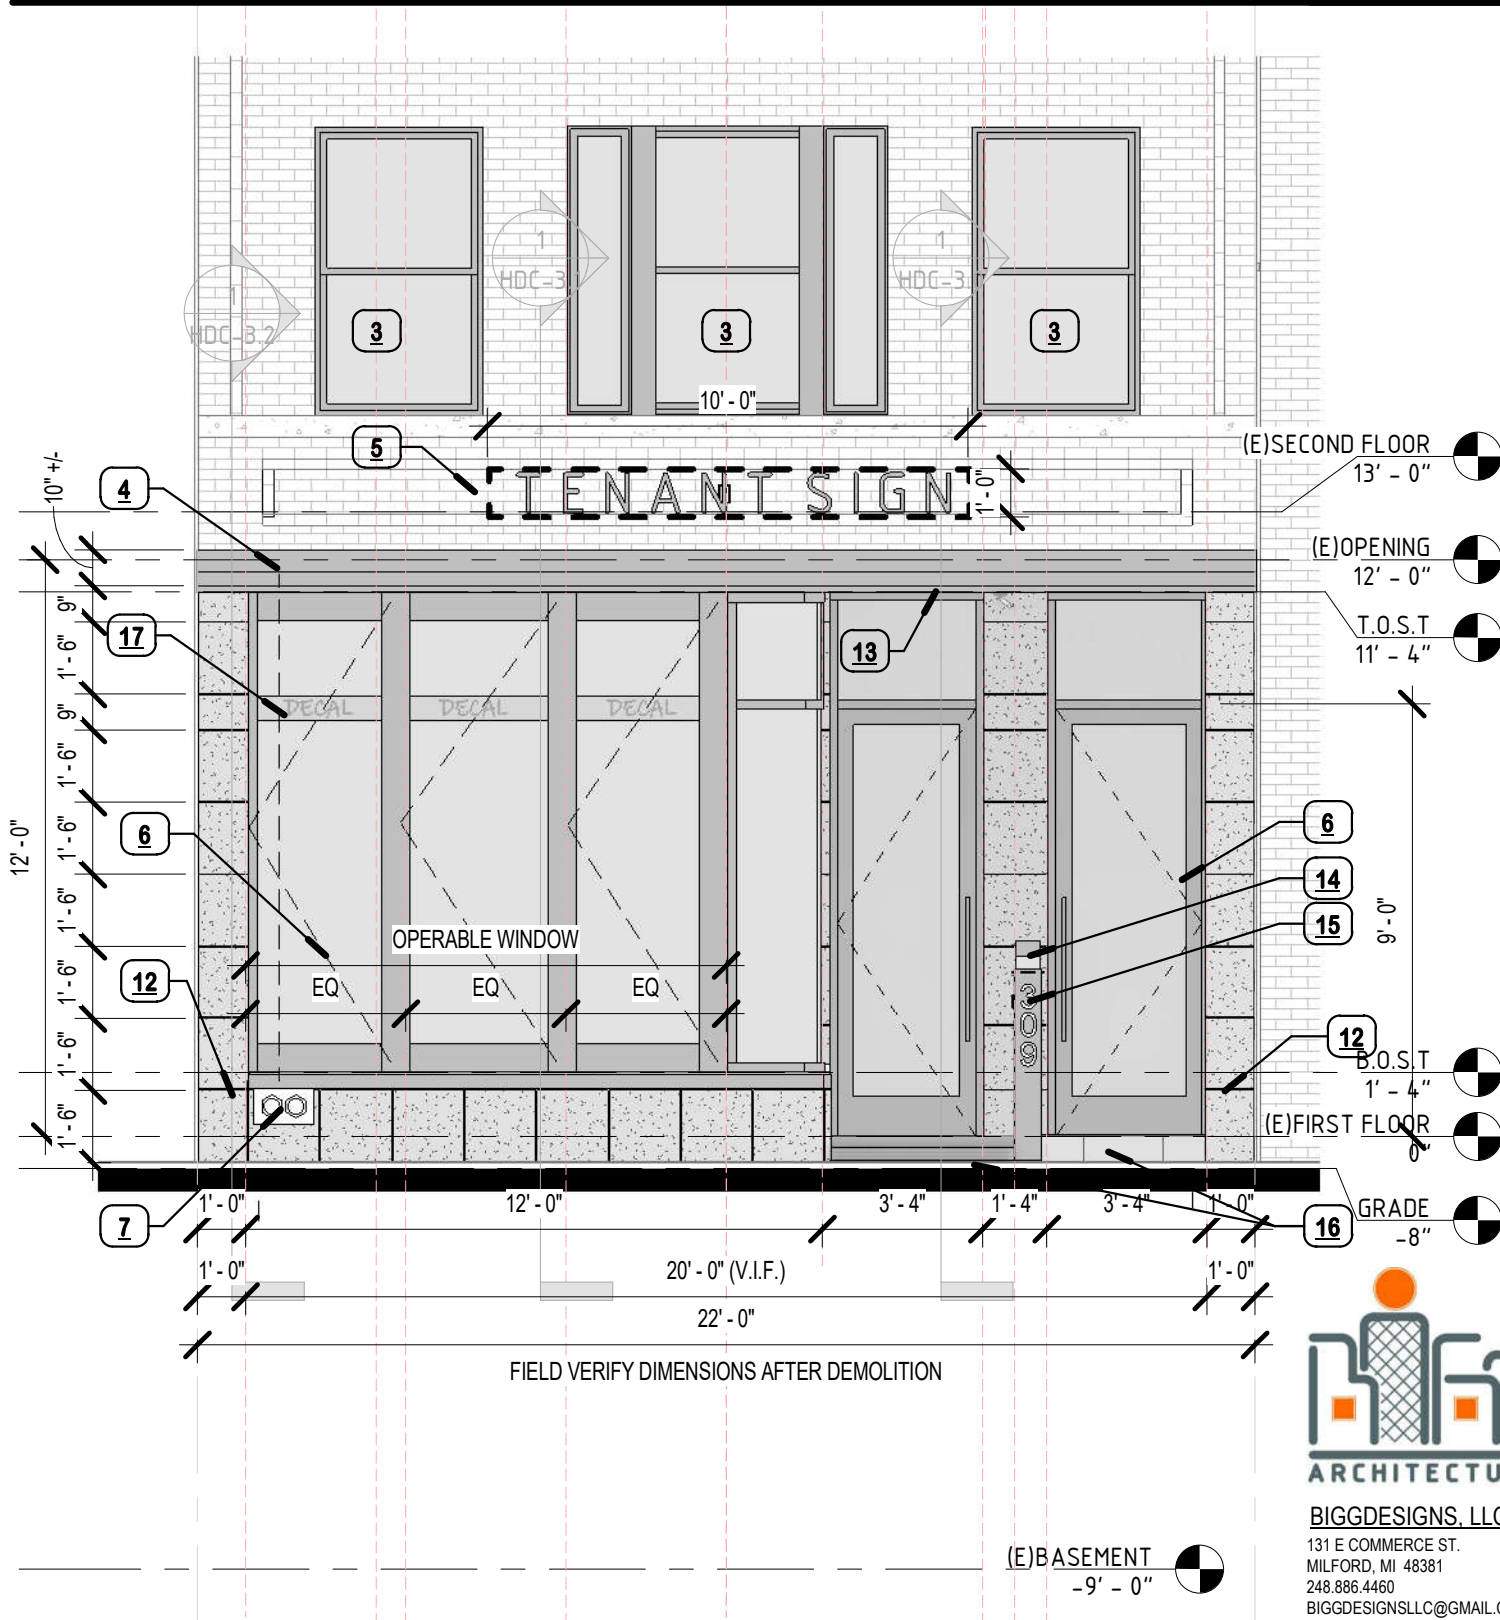 1
HDC-3.2
1
HDC-3.
1
HDC-3.
3
3
3
10' - 0"
5
TENANT SIGN
1' - 0"
(E)SECOND FLOOR
13' - 0"
10" +/-
4
(E)OPENING
12' - 0"
9"
17
13
T.O.S.T
11' - 4"
1' - 6"
9"
DECAL
DECAL
DECAL
1' - 6"
12' - 0"
1' - 6"
6
6
14
15
9' - 0"
1' - 6"
OPERABLE WINDOW
12
1' - 6"
EQ
EQ
EQ
309
12
1' - 6"
B.O.S.T
1' - 4"
1' - 6"
(E)FIRST FLOOR
0"
7
1' - 0"
12' - 0"
3' - 4"
1' - 4"
3' - 4"
1' - 0"
16
GRADE
-8"
1' - 0"
20' - 0" (V.I.F.)
1' - 0"
22' - 0"
FIELD VERIFY DIMENSIONS AFTER DEMOLITION
ARCHITECTU
BIGGDESIGNS, LLC
131 E COMMERCE ST.
MILFORD, MI 48381
248.886.4460
BIGGDESIGNSLLC@GMAIL.C
(E)BASEMENT
-9' - 0"